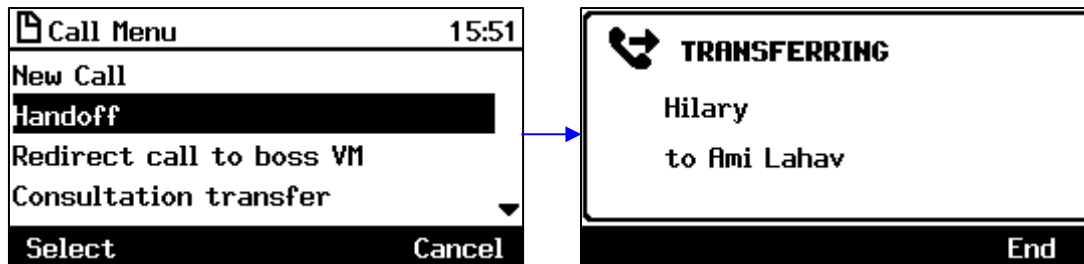 Call Menu 15:51
New Call
Handoff
Redirect call to boss VM
Consultation transfer
Select Cancel
TRANSFERRING
Hilary
to Ami Lahav
End